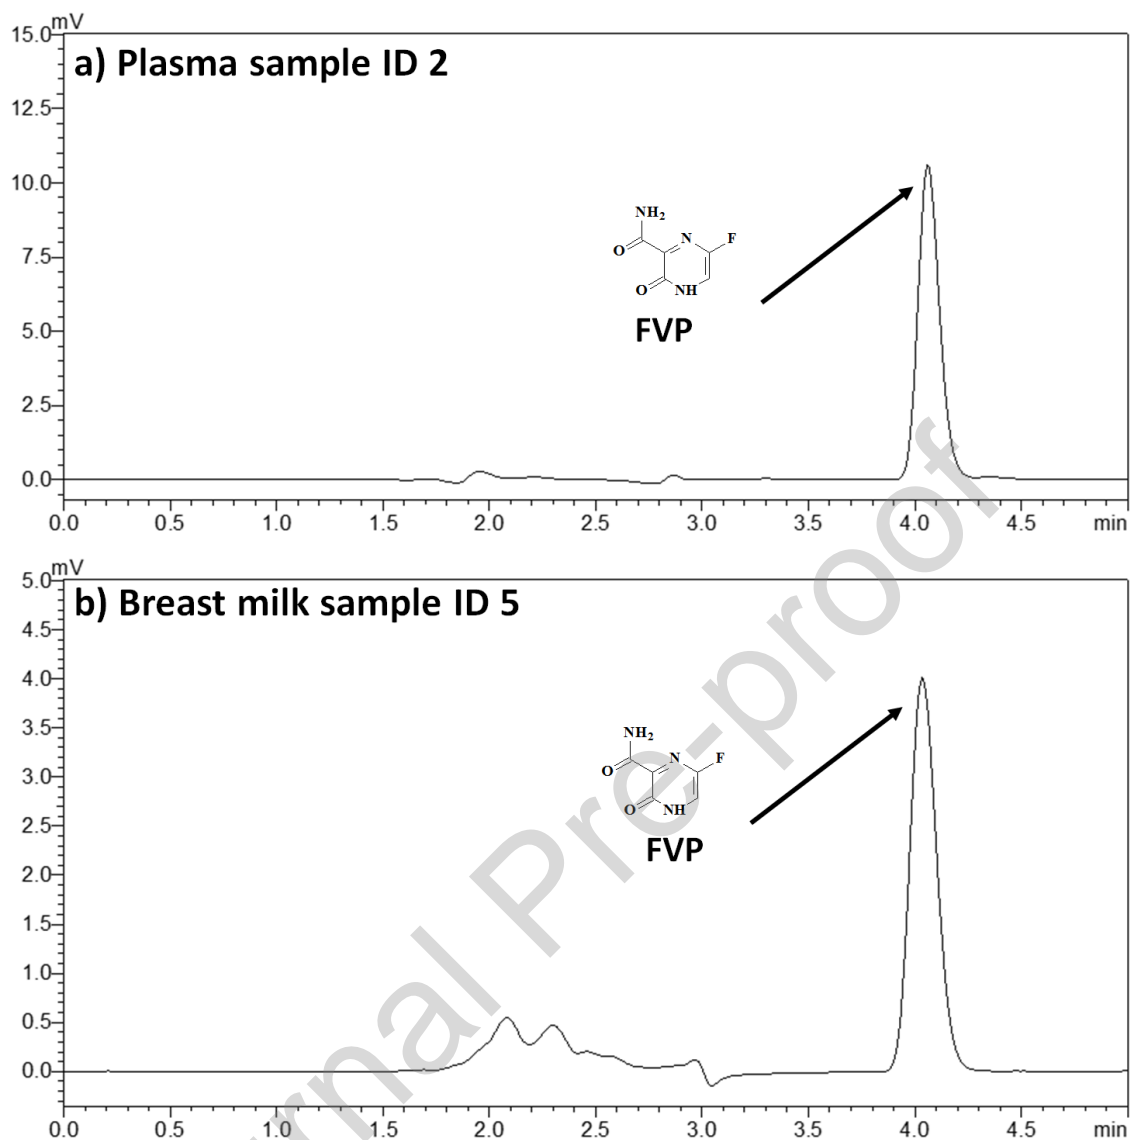 mV
15.0
a) Plasma sample ID 2
12.5
10.0
NH2
N
F
O
7.5
O
NH
FVP
5.0
2.5
0.0
0.0 0.5 1.0 1.5 2.0 2.5 3.0 3.5 4.0 4.5 min
mV
5.0
b) Breast milk sample ID 5
4.5
4.0
3.5
NH2
N
F
O
3.0
O
NH
FVP
2.5
2.0
1.5
1.0
0.5
0.0
0.0 0.5 1.0 1.5 2.0 2.5 3.0 3.5 4.0 4.5 min
rnal Pre-proof